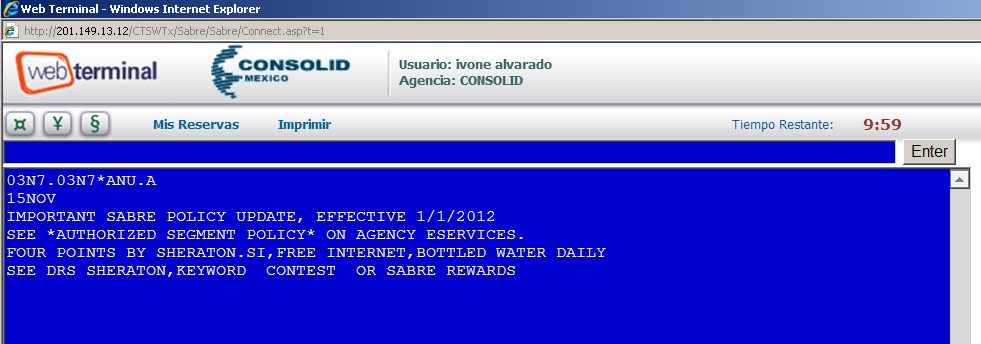 Web Terminal - Windows Internet Explorer
http://201.149.13.12/CTSWTx/Sabre/Sabre/Connect.asp?t=1
web terminal
CONSOLID
MEXICO
Usuario: ivone alvarado
Agencia: CONSOLID
¤ ¥ § Mis Reservas Imprimir Tiempo Restante: 9:59
Enter
03N7.03N7*ANU.A
15NOV
IMPORTANT SABRE POLICY UPDATE, EFFECTIVE 1/1/2012
SEE *AUTHORIZED SEGMENT POLICY* ON AGENCY ESERVICES.
FOUR POINTS BY SHERATON.SI,FREE INTERNET,BOTTLED WATER DAILY
SEE DRS SHERATON,KEYWORD  CONTEST  OR SABRE REWARDS